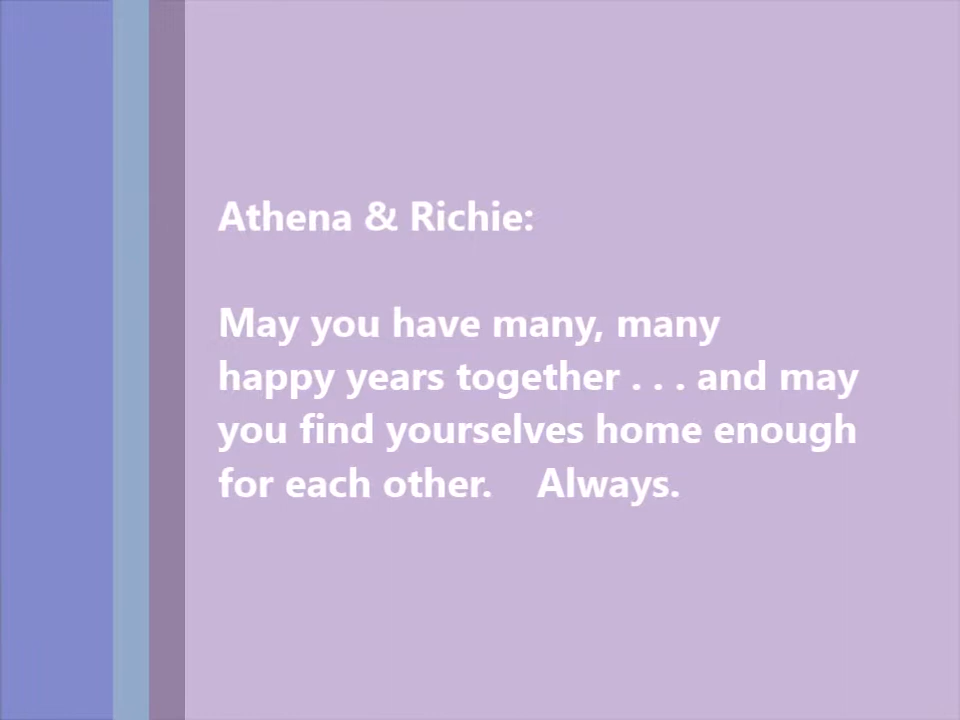 Athena & Richie:
May you have many, many
happy years together . . . and may
you find yourselves home enough
for each other.    Always.